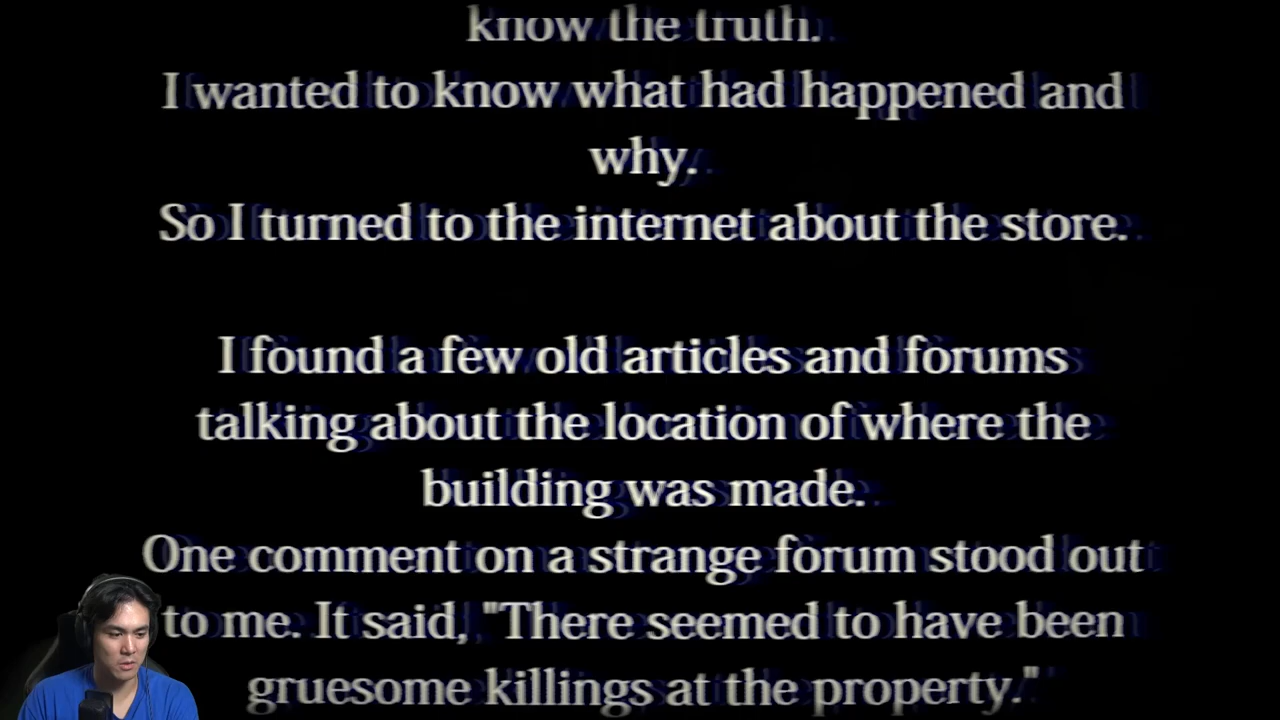 know the truth.
I wanted to know what had happened and
why.
So I turned to the internet about the store.
I found a few old articles and forums
talking about the location of where the
building was made.
One comment on a strange forum stood out
to me. It said, "There seemed to have been
gruesome killings at the property."